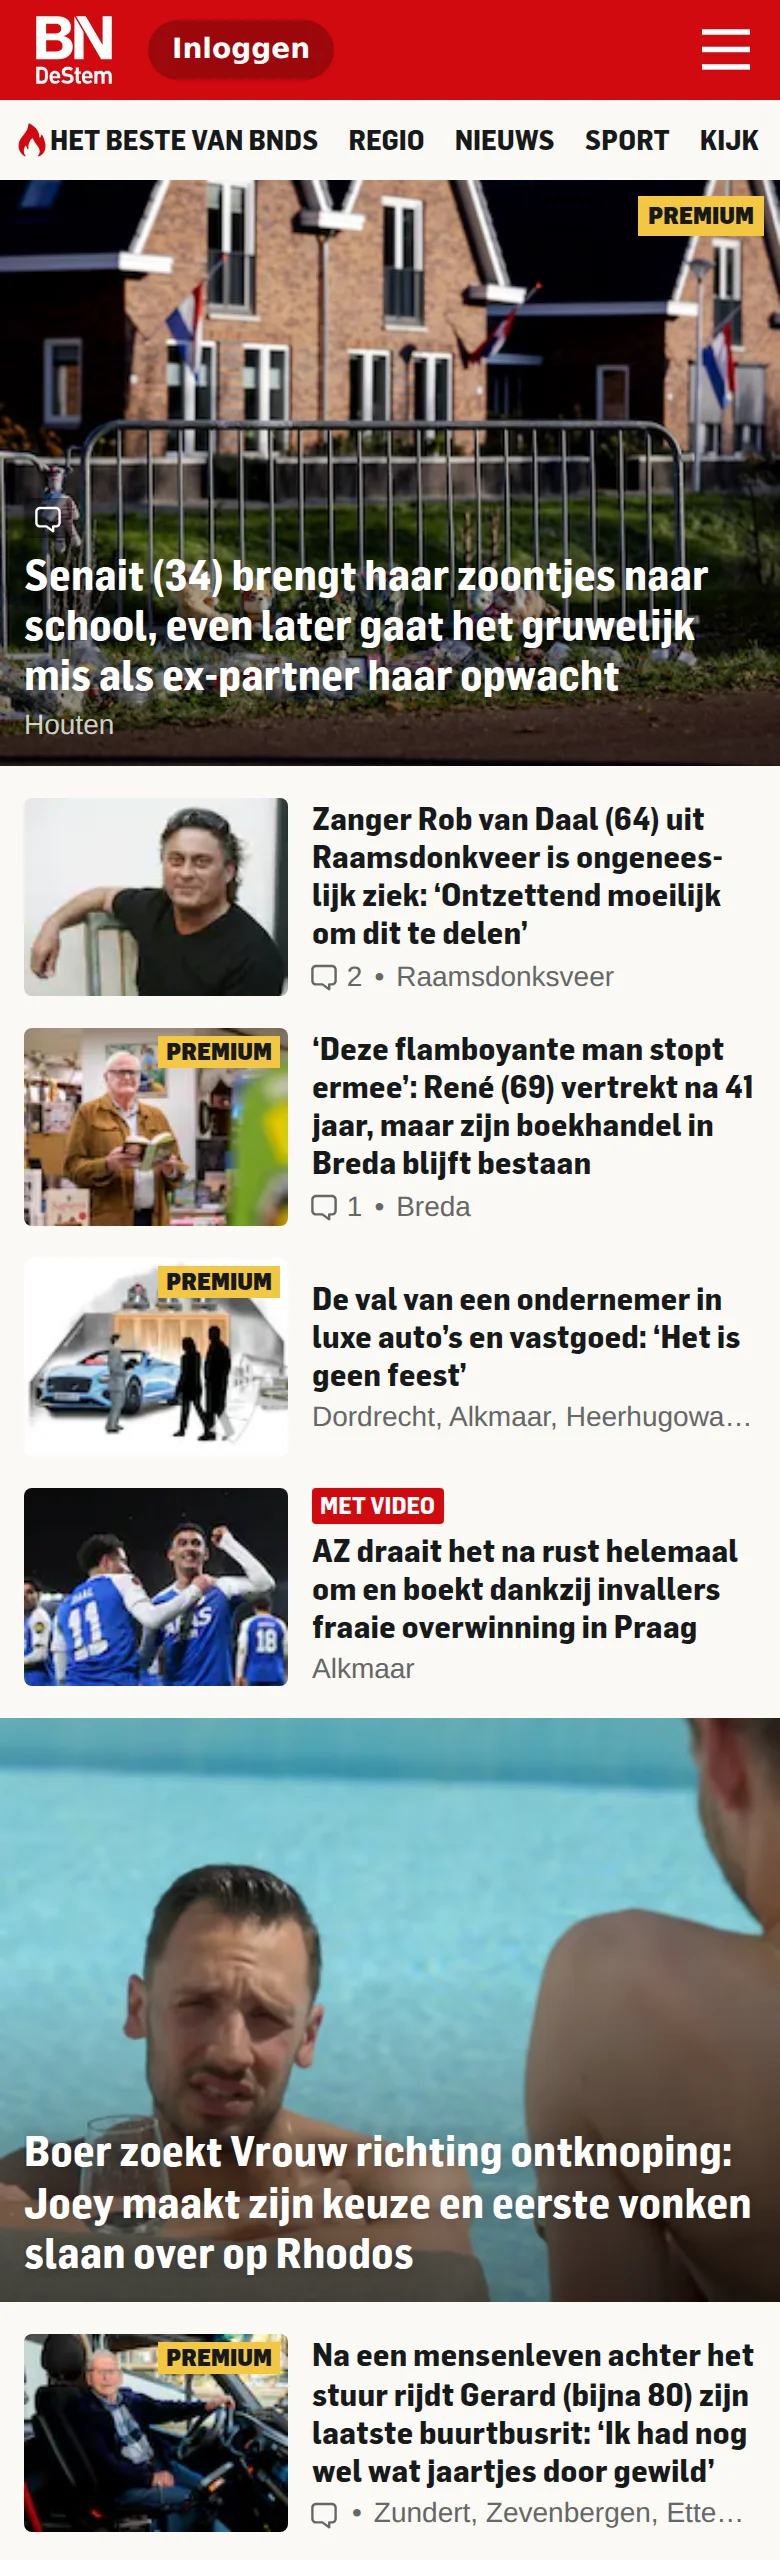 BN
DeStem
Inloggen
HET BESTE VAN BNDS REGIO NIEUWS SPORT KIJK
PREMIUM
Senait (34) brengt haar zoontjes naar
school, even later gaat het gruwelijk
mis als ex-partner haar opwacht
Houten
Zanger Rob van Daal (64) uit
Raamsdonkveer is ongenees-
lijk ziek: ‘Ontzettend moeilijk
om dit te delen’
2 • Raamsdonksveer
PREMIUM
‘Deze flamboyante man stopt
ermee’: René (69) vertrekt na 41
jaar, maar zijn boekhandel in
Breda blijft bestaan
1 • Breda
PREMIUM
De val van een ondernemer in
luxe auto’s en vastgoed: ‘Het is
geen feest’
Dordrecht, Alkmaar, Heerhugowa…
11
18
MET VIDEO
AZ draait het na rust helemaal
om en boekt dankzij invallers
fraaie overwinning in Praag
Alkmaar
Boer zoekt Vrouw richting ontknoping:
Joey maakt zijn keuze en eerste vonken
slaan over op Rhodos
PREMIUM
Na een mensenleven achter het
stuur rijdt Gerard (bijna 80) zijn
laatste buurtbusrit: ‘Ik had nog
wel wat jaartjes door gewild’
• Zundert, Zevenbergen, Ette…